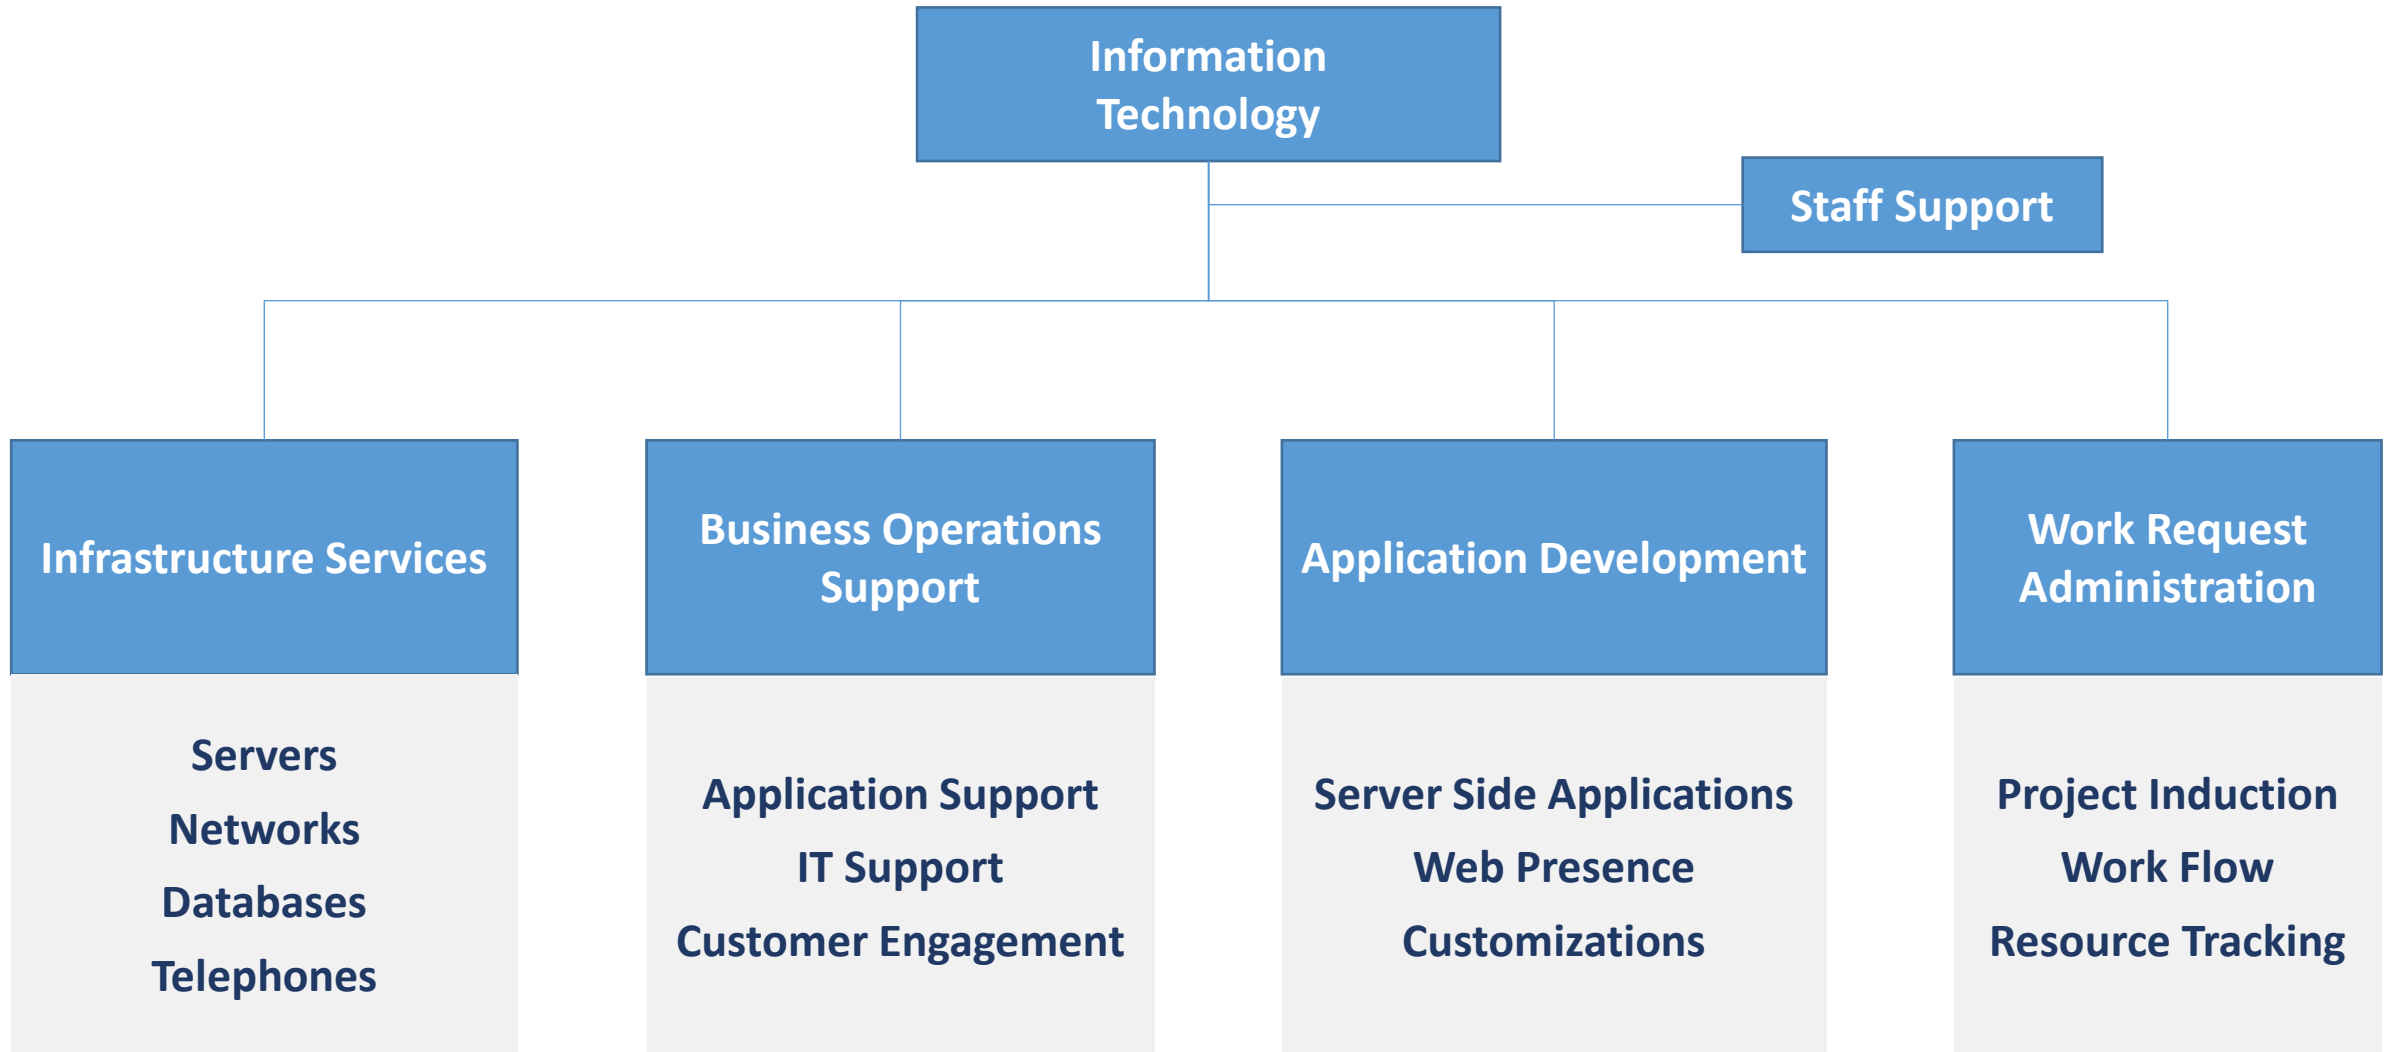 Information
Technology
Staff Support
Infrastructure Services
Business Operations
Support
Application Development
Work Request
Administration
Servers
Networks
Databases
Telephones
Application Support
IT Support
Customer Engagement
Server Side Applications
Web Presence
Customizations
Project Induction
Work Flow
Resource Tracking